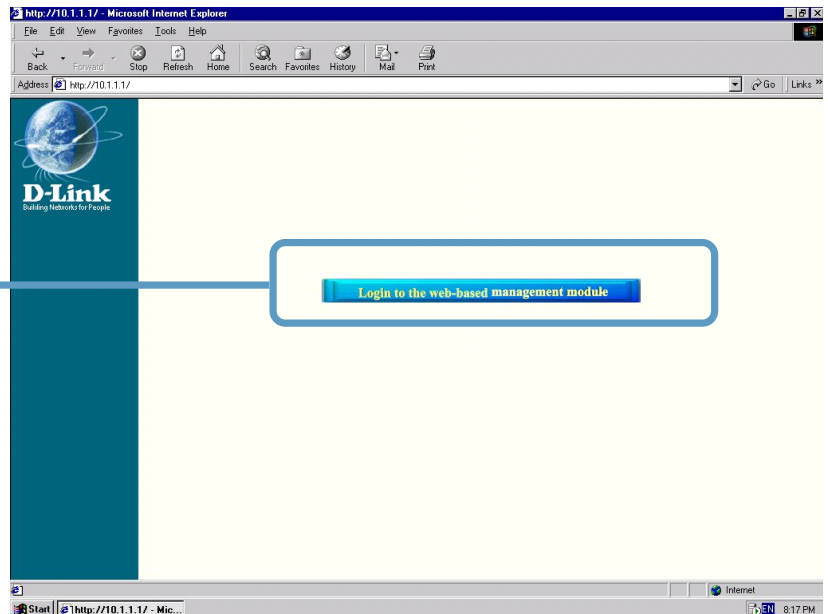 http://10.1.1.1/ - Microsoft Internet Explorer
File Edit View Favorites Tools Help
Back Forward Stop Refresh Home Search Favorites History Mail Print
Address http://10.1.1.1/ Go Links »
D-Link
Building Networks for People
Login to the web-based management module
Internet
Start http://10.1.1.1/ - Mic... EN 8:17 PM